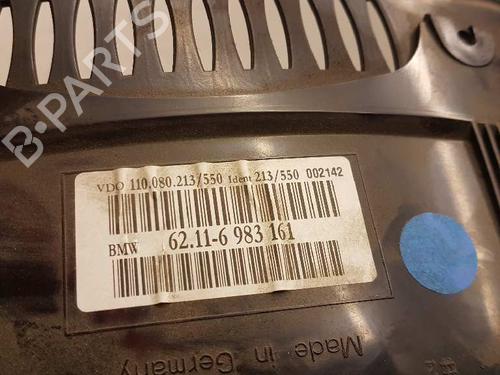 B-PARTS
VDO 110.080.213/550 Ident 213/550 002142
BMW 62.11-6 983 161
Made in Germany